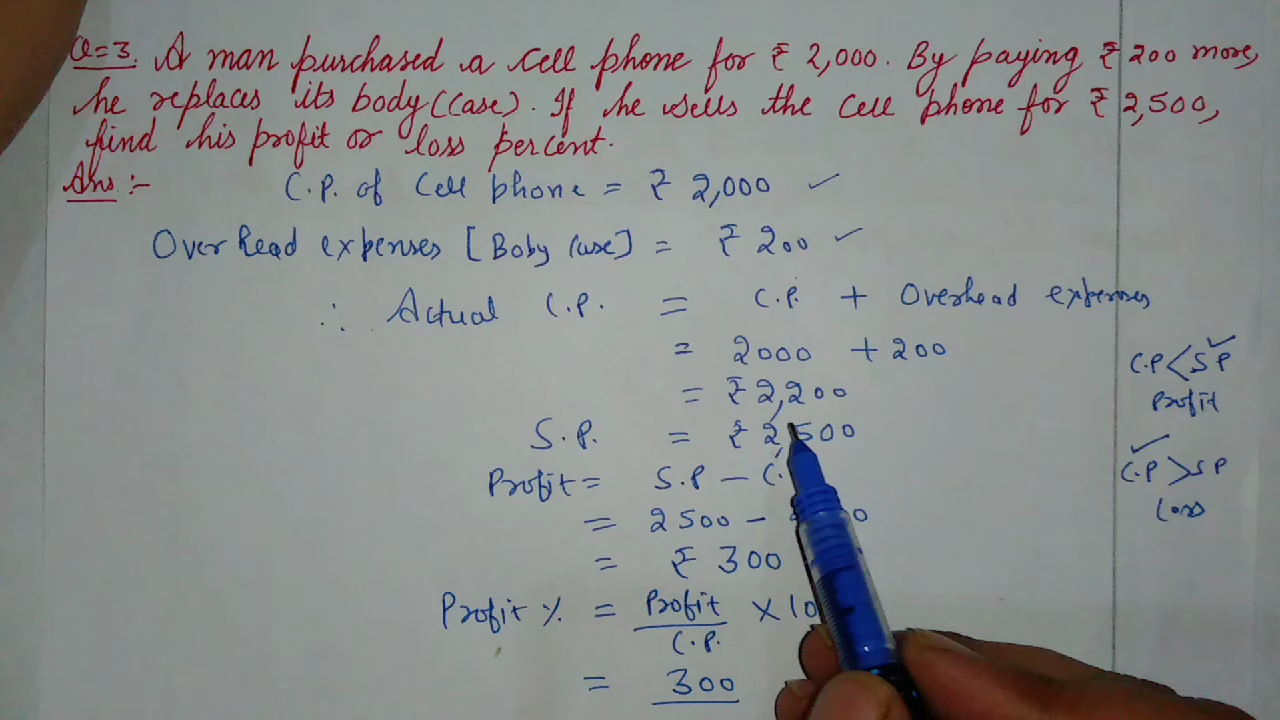 Q=3. A man purchased a cell phone for ₹ 2,000. By paying ₹ 200 more,
he replaces its body (case). If he sells the cell phone for ₹ 2,500,
find his profit or loss percent.
Ans :-
C.P. of Cell phone = ₹ 2,000 ✓
Over Head expenses [Boby Case] = ₹ 200 ✓
∴ Actual C.P. = C.P. + Overhead expenses
= 2000 + 200
= ₹ 2,200
S.P. = ₹ 2,500
Profit = S.P - C.
= 2500 -
= ₹ 300
Profit % = Profit × 10
C.P.
= 300
C.P < S P
Profit
C.P > S P
Loss